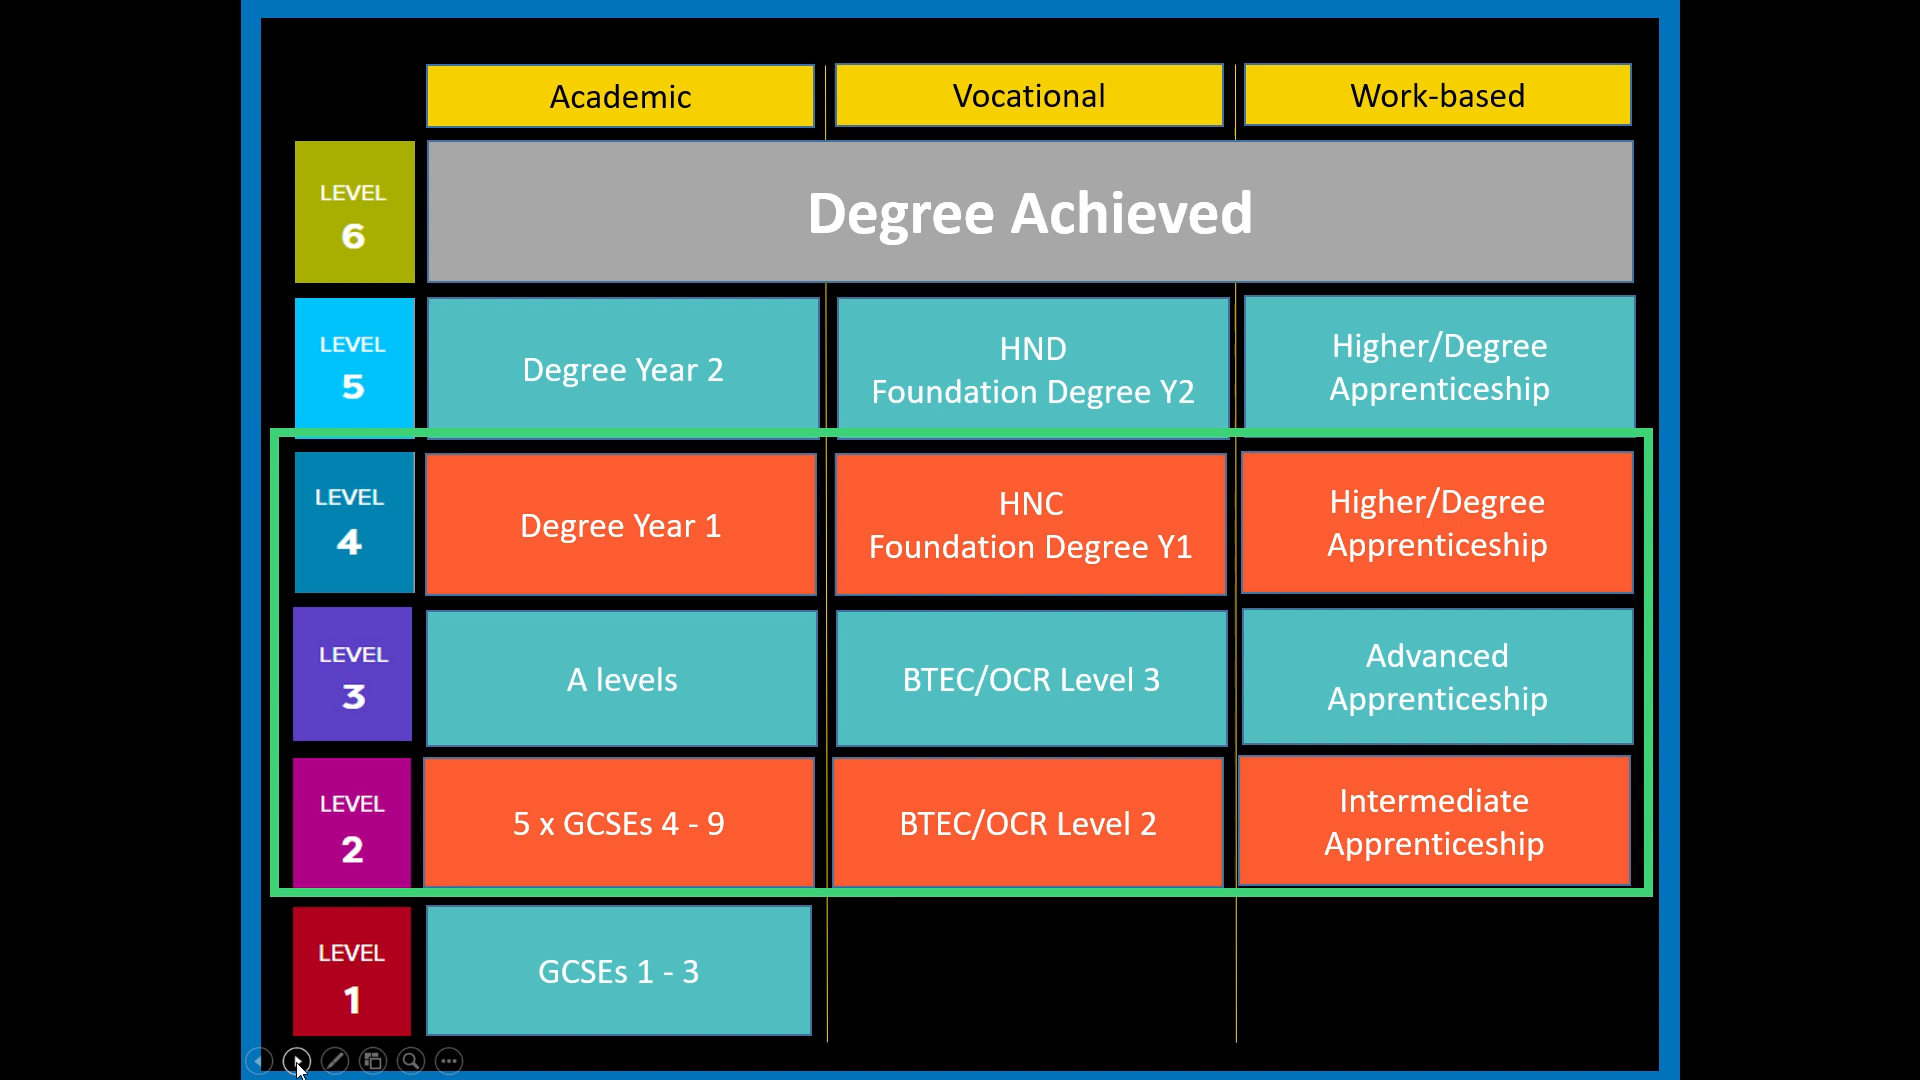 Academic
Vocational
Work-based
LEVEL
6
Degree Achieved
LEVEL
5
Degree Year 2
HND
Foundation Degree Y2
Higher/Degree
Apprenticeship
LEVEL
4
Degree Year 1
HNC
Foundation Degree Y1
Higher/Degree
Apprenticeship
LEVEL
3
A levels
BTEC/OCR Level 3
Advanced
Apprenticeship
LEVEL
2
5 x GCSEs 4 - 9
BTEC/OCR Level 2
Intermediate
Apprenticeship
LEVEL
1
GCSEs 1 - 3